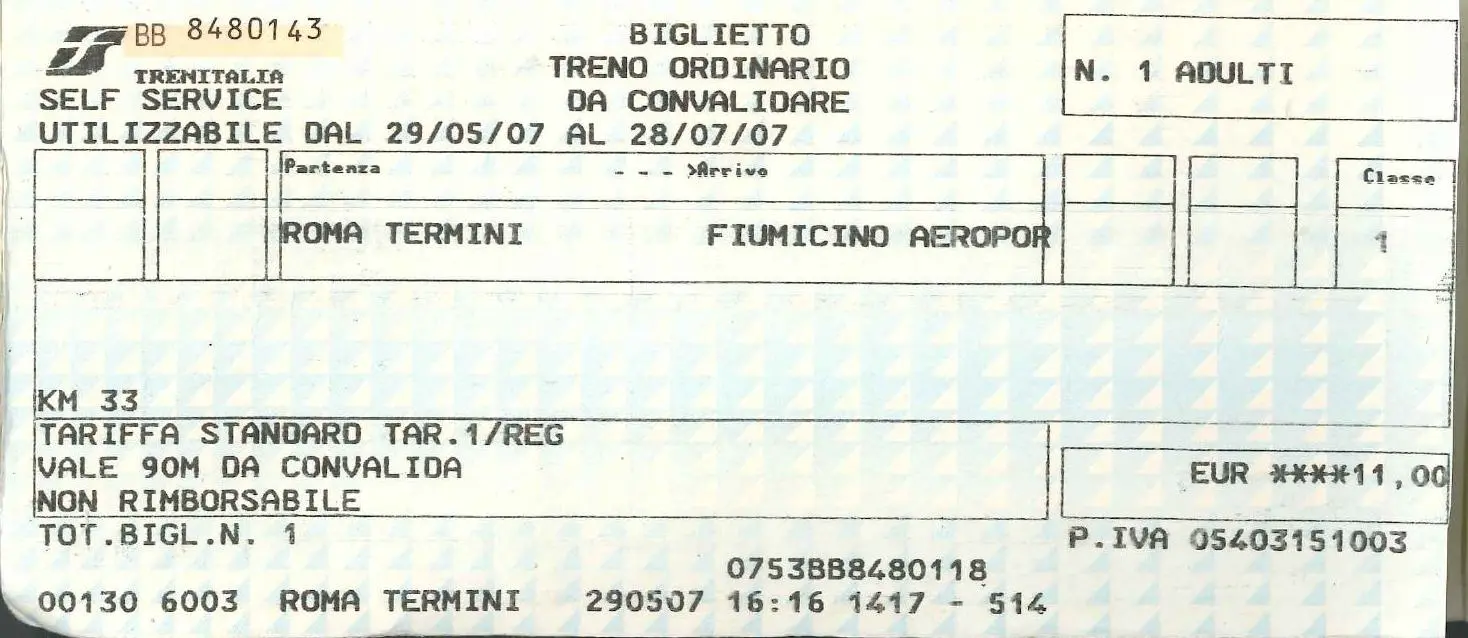 BB 8480143
TRENITALIA
SELF SERVICE
BIGLIETTO
TRENO ORDINARIO
DA CONVALIDARE
N. 1 ADULTI
UTILIZZABILE DAL 29/05/07 AL 28/07/07
Partenza - - - >Arrivo Classe
ROMA TERMINI FIUMICINO AEROPOR 1
KM 33
TARIFFA STANDARD TAR.1/REG
VALE 90M DA CONVALIDA
NON RIMBORSABILE
EUR ****11,00
TOT.BIGL.N. 1
P.IVA 05403151003
0753BB8480118
00130 6003 ROMA TERMINI 290507 16:16 1417 - 514